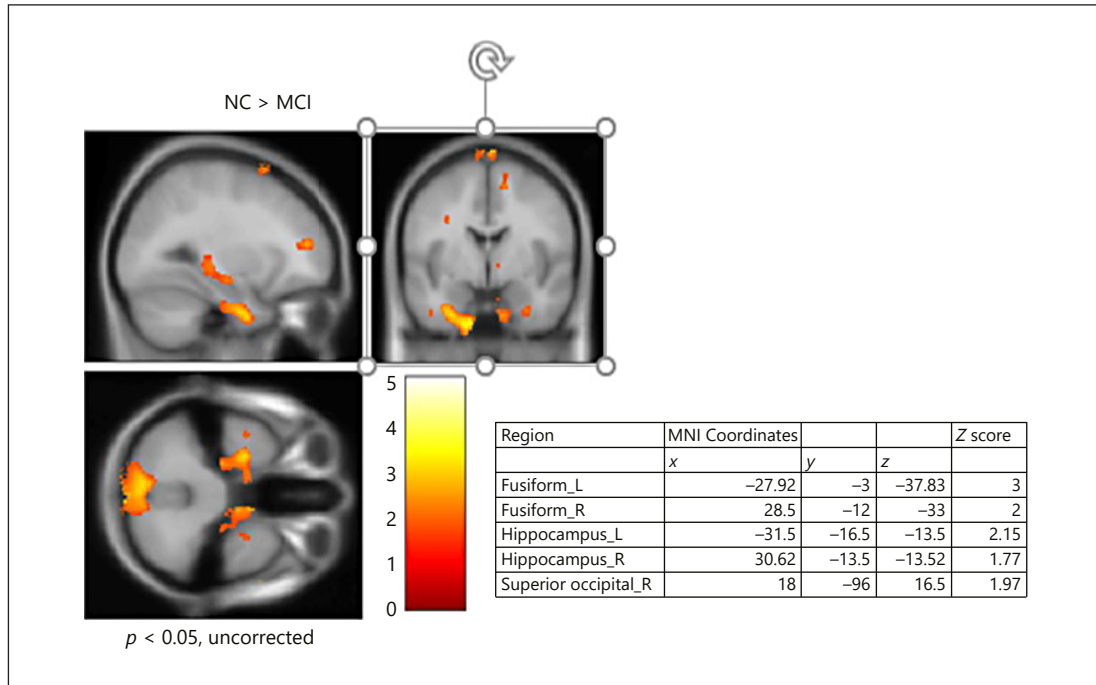 NC > MCI
5
4
3
2
1
0
p < 0.05, uncorrected
Region MNI Coordinates Z score
x y z
Fusiform_L –27.92 –3 –37.83 3
Fusiform_R 28.5 –12 –33 2
Hippocampus_L –31.5 –16.5 –13.5 2.15
Hippocampus_R 30.62 –13.5 –13.52 1.77
Superior occipital_R 18 –96 16.5 1.97